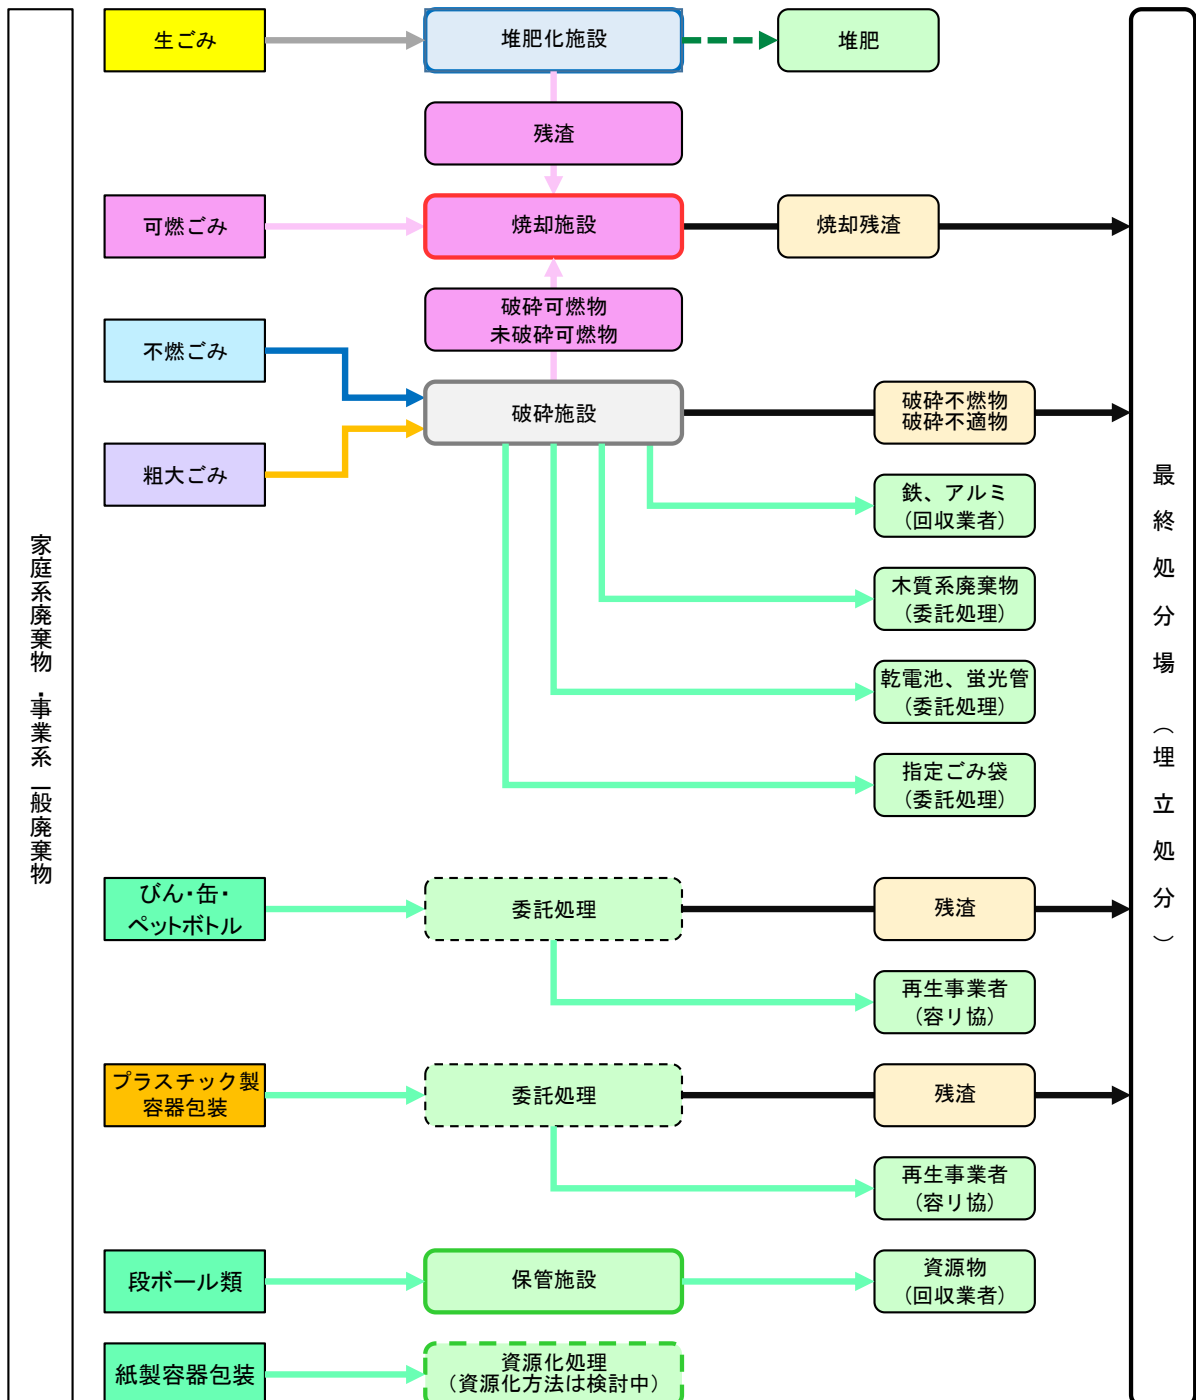 家庭系廃棄物・事業系一般廃棄物
生ごみ
堆肥化施設
堆肥
残渣
可燃ごみ
焼却施設
焼却残渣
破砕可燃物
未破砕可燃物
不燃ごみ
破砕施設
破砕不燃物
破砕不適物
粗大ごみ
鉄、アルミ
(回収業者)
木質系廃棄物
(委託処理)
乾電池、蛍光管
(委託処理)
指定ごみ袋
(委託処理)
びん・缶・
ペットボトル
委託処理
残渣
再生事業者
(容リ協)
プラスチック製
容器包装
委託処理
残渣
再生事業者
(容リ協)
段ボール類
保管施設
資源物
(回収業者)
紙製容器包装
資源化処理
(資源化方法は検討中)
最終処分場(埋立処分)